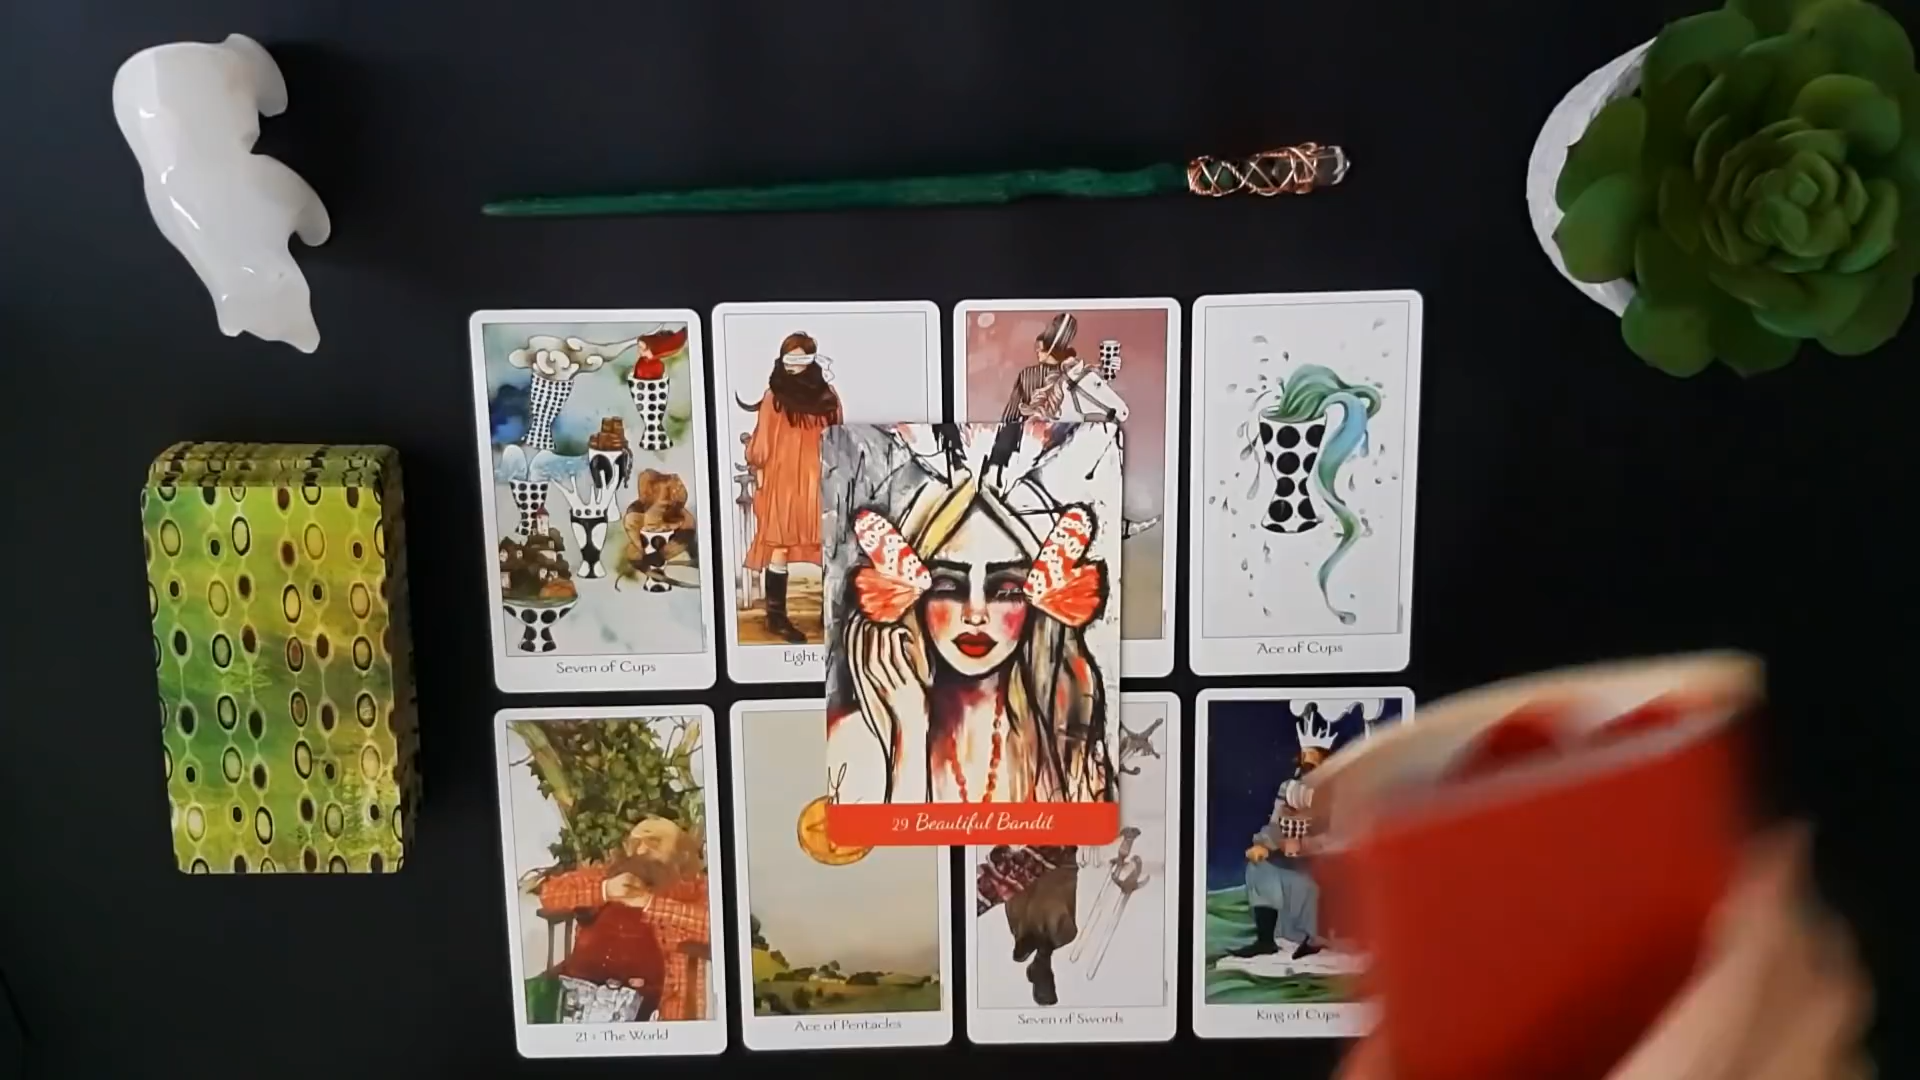 Seven of Cups
Eight
Ace of Cups
29 Beautiful Bandit
21 • The World
Ace of Pentacles
Seven of Swords
King of Cups